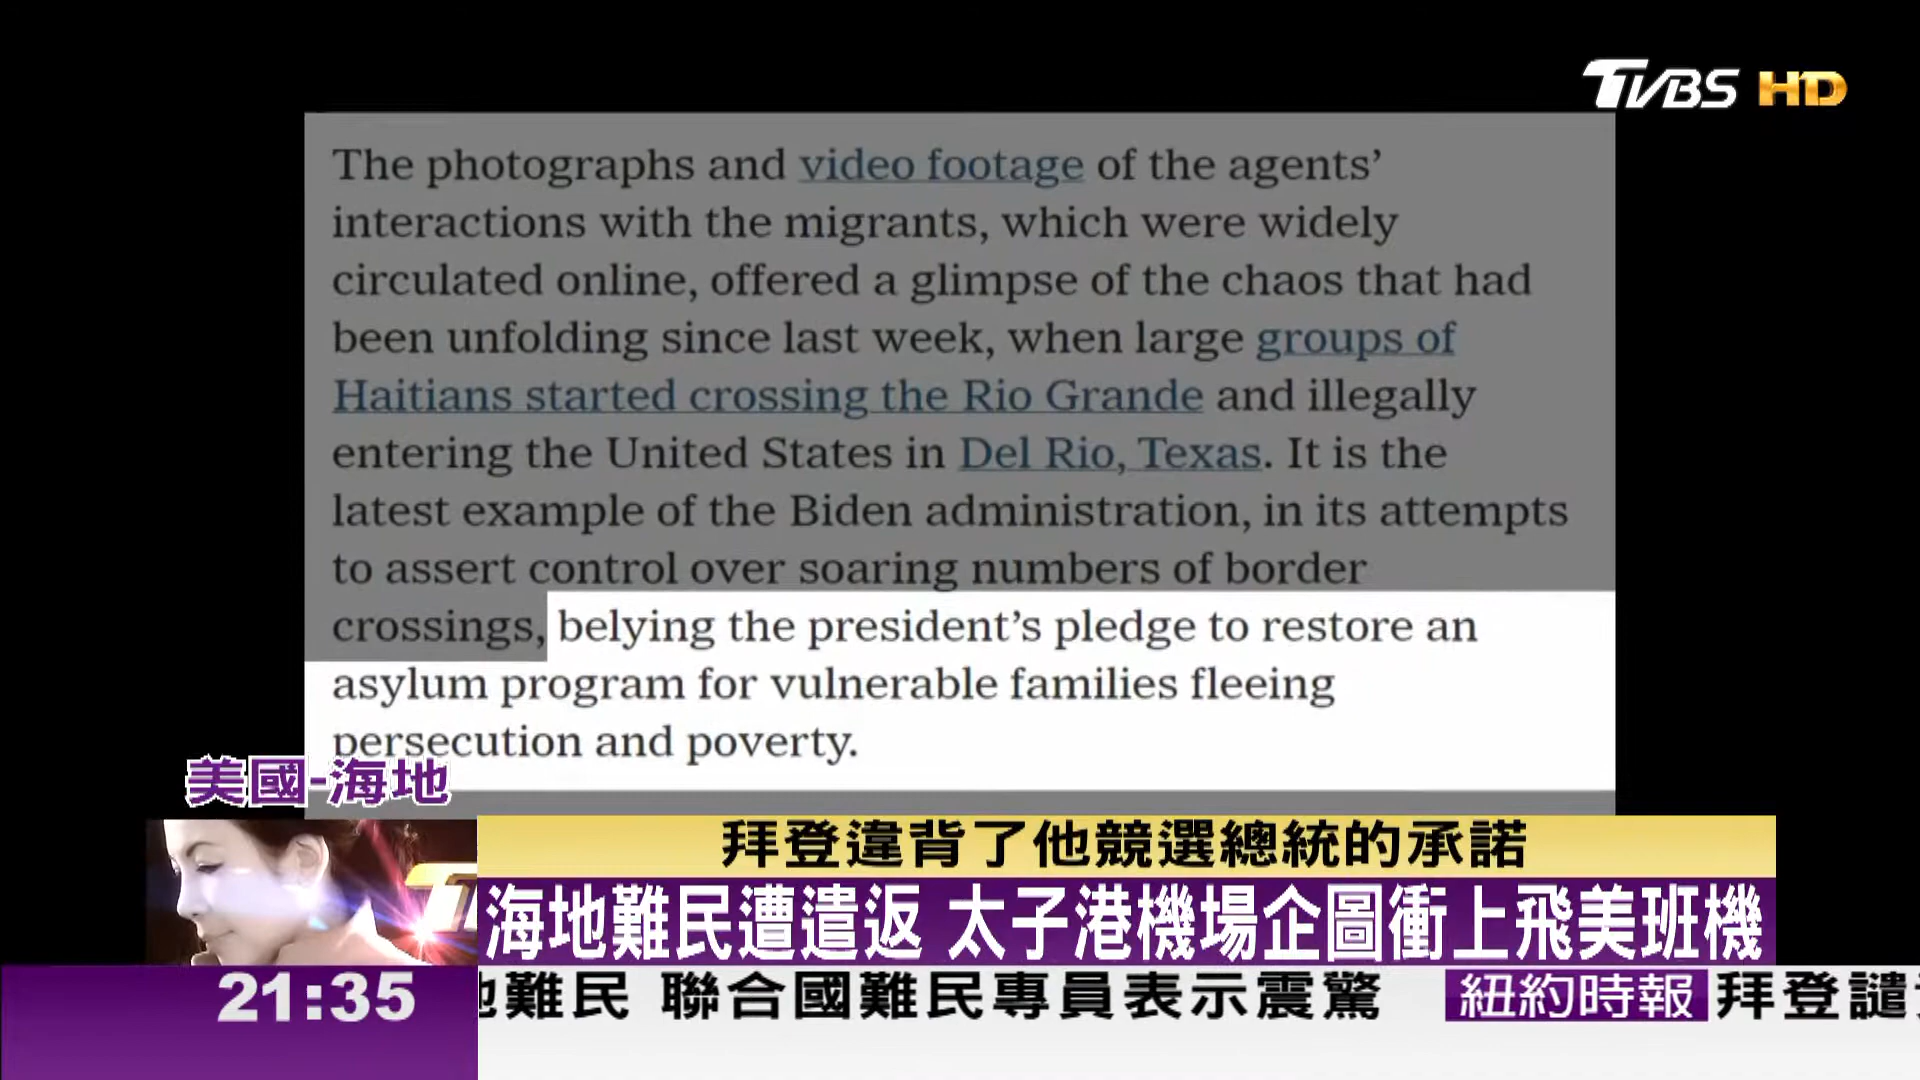 TVBS HD
The photographs and video footage of the agents’
interactions with the migrants, which were widely
circulated online, offered a glimpse of the chaos that had
been unfolding since last week, when large groups of
Haitians started crossing the Rio Grande and illegally
entering the United States in Del Rio, Texas. It is the
latest example of the Biden administration, in its attempts
to assert control over soaring numbers of border
crossings, belying the president’s pledge to restore an
asylum program for vulnerable families fleeing
persecution and poverty.
美國-海地
拜登違背了他競選總統的承諾
海地難民遭遣返 太子港機場企圖衝上飛美班機
21:35
地難民 聯合國難民專員表示震驚 紐約時報 拜登譴